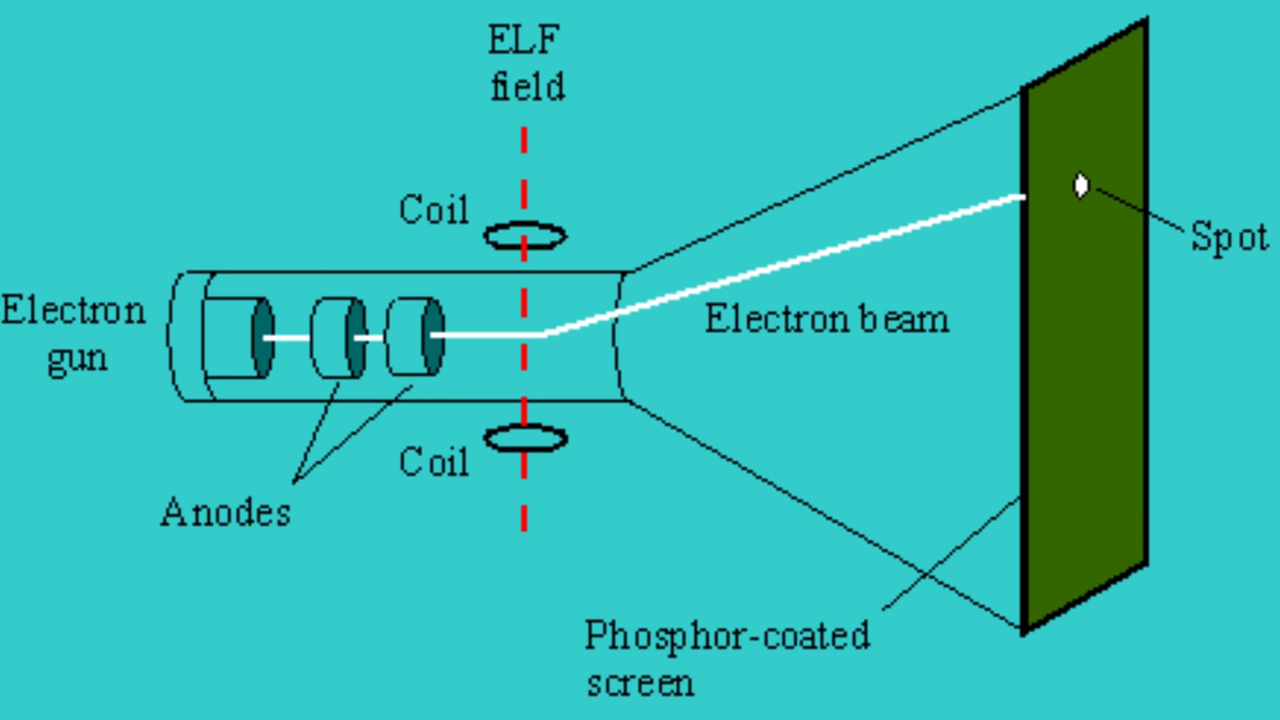 ELF
field
Coil
Spot
Electron
gun
Electron beam
Coil
Anodes
Phosphor-coated
screen